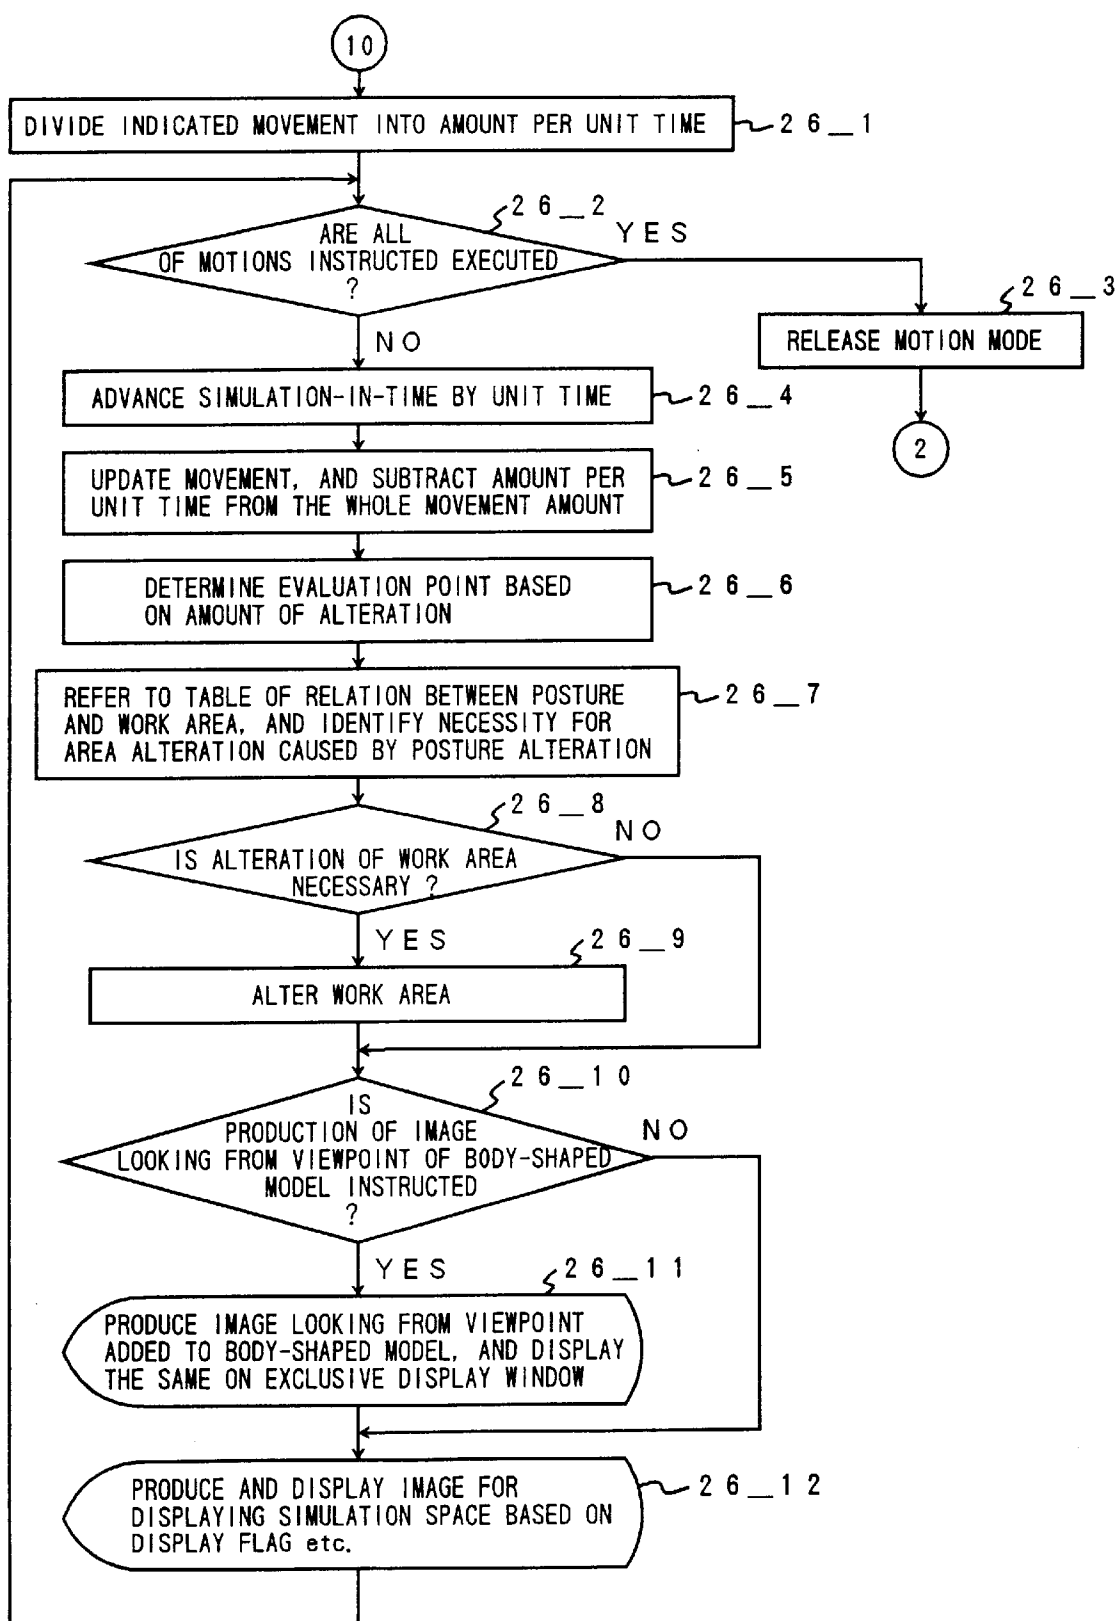 10
DIVIDE INDICATED MOVEMENT INTO AMOUNT PER UNIT TIME
26_1
26_2
ARE ALL
OF MOTIONS INSTRUCTED EXECUTED
?
YES
26_3
RELEASE MOTION MODE
2
NO
ADVANCE SIMULATION-IN-TIME BY UNIT TIME
26_4
UPDATE MOVEMENT, AND SUBTRACT AMOUNT PER
UNIT TIME FROM THE WHOLE MOVEMENT AMOUNT
26_5
DETERMINE EVALUATION POINT BASED
ON AMOUNT OF ALTERATION
26_6
REFER TO TABLE OF RELATION BETWEEN POSTURE
AND WORK AREA, AND IDENTIFY NECESSITY FOR
AREA ALTERATION CAUSED BY POSTURE ALTERATION
26_7
26_8
IS ALTERATION OF WORK AREA
NECESSARY ?
NO
YES
26_9
ALTER WORK AREA
26_10
IS
PRODUCTION OF IMAGE
LOOKING FROM VIEWPOINT OF BODY-SHAPED
MODEL INSTRUCTED
?
NO
YES
26_11
PRODUCE IMAGE LOOKING FROM VIEWPOINT
ADDED TO BODY-SHAPED MODEL, AND DISPLAY
THE SAME ON EXCLUSIVE DISPLAY WINDOW
PRODUCE AND DISPLAY IMAGE FOR
DISPLAYING SIMULATION SPACE BASED ON
DISPLAY FLAG etc.
26_12